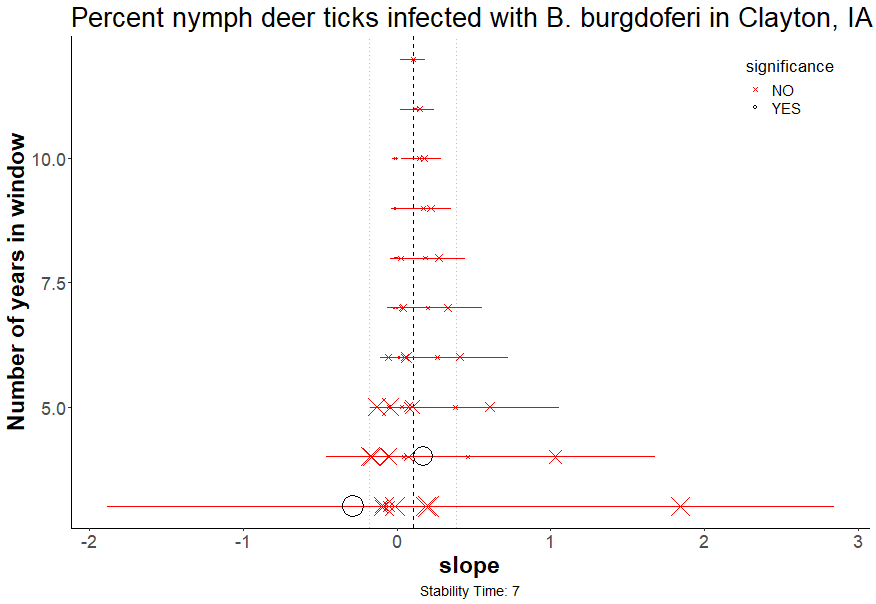 Percent nymph deer ticks infected with B. burgdoferi in Clayton, IA
significance
NO
YES
Number of years in window
10.0
7.5
5.0
-2 -1 0 1 2 3
slope
Stability Time: 7